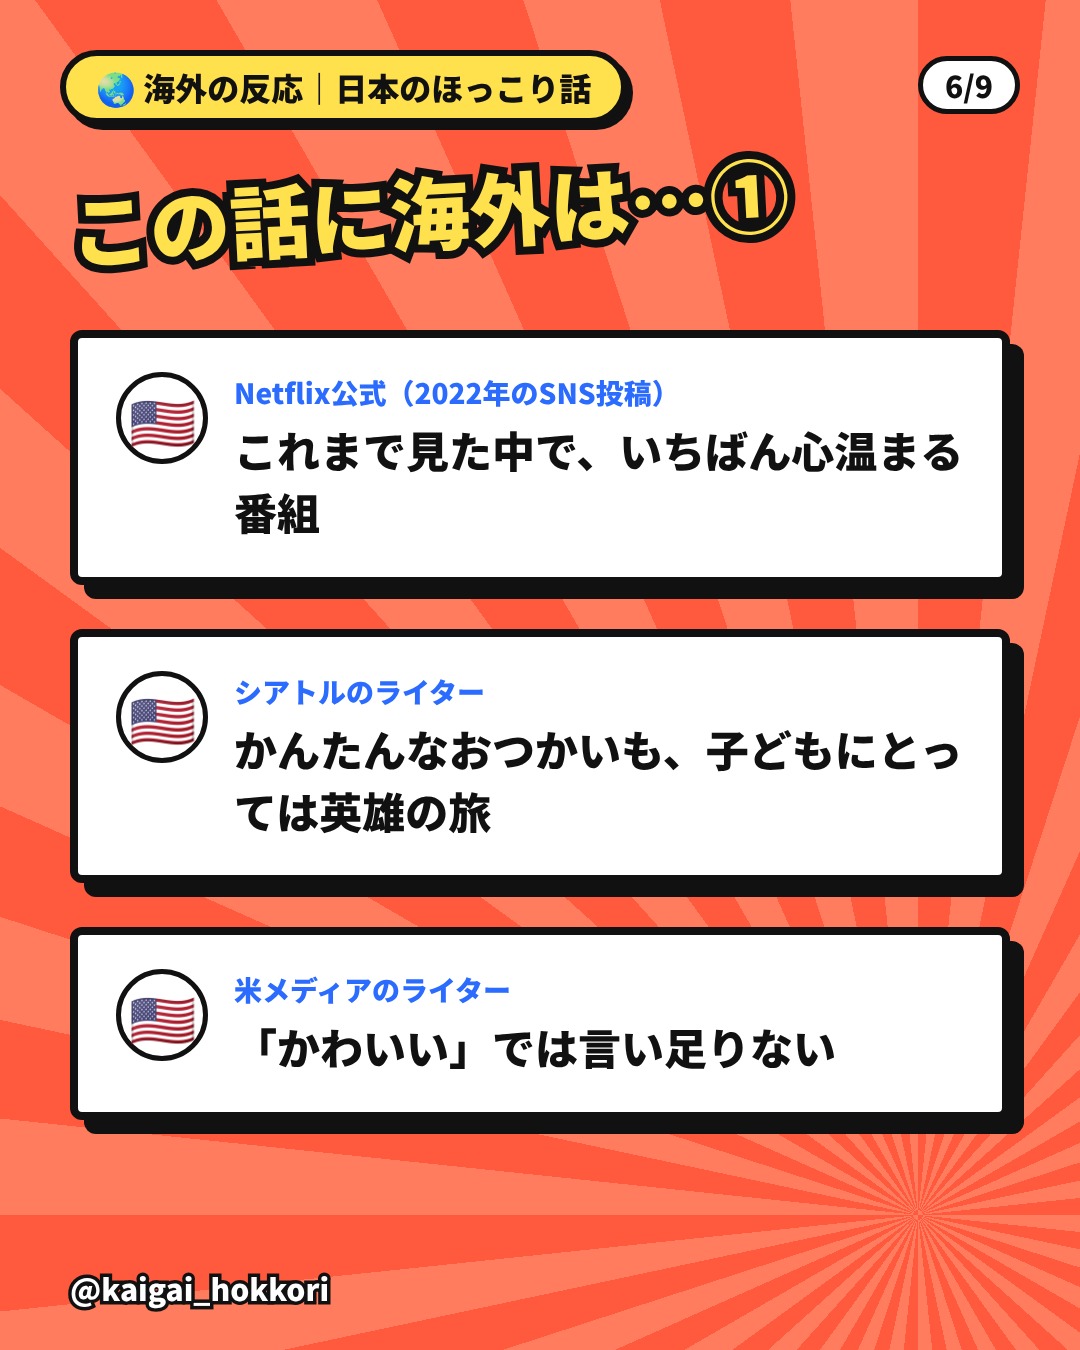 🌏 海外の反応｜日本のほっこり話
6/9
この話に海外は…①
Netflix公式（2022年のSNS投稿）
これまで見た中で、いちばん心温まる
番組
シアトルのライター
かんたんなおつかいも、子どもにとっ
ては英雄の旅
米メディアのライター
「かわいい」では言い足りない
@kaigai_hokkori